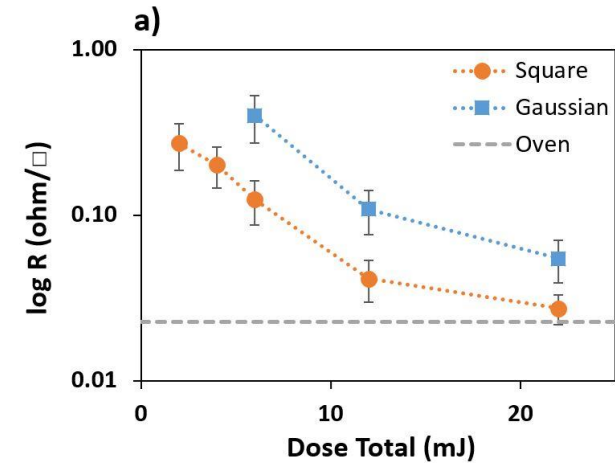 a)
1.00
0.10
0.01
log R (ohm/□)
Square
Gaussian
Oven
0
10
20
Dose Total (mJ)